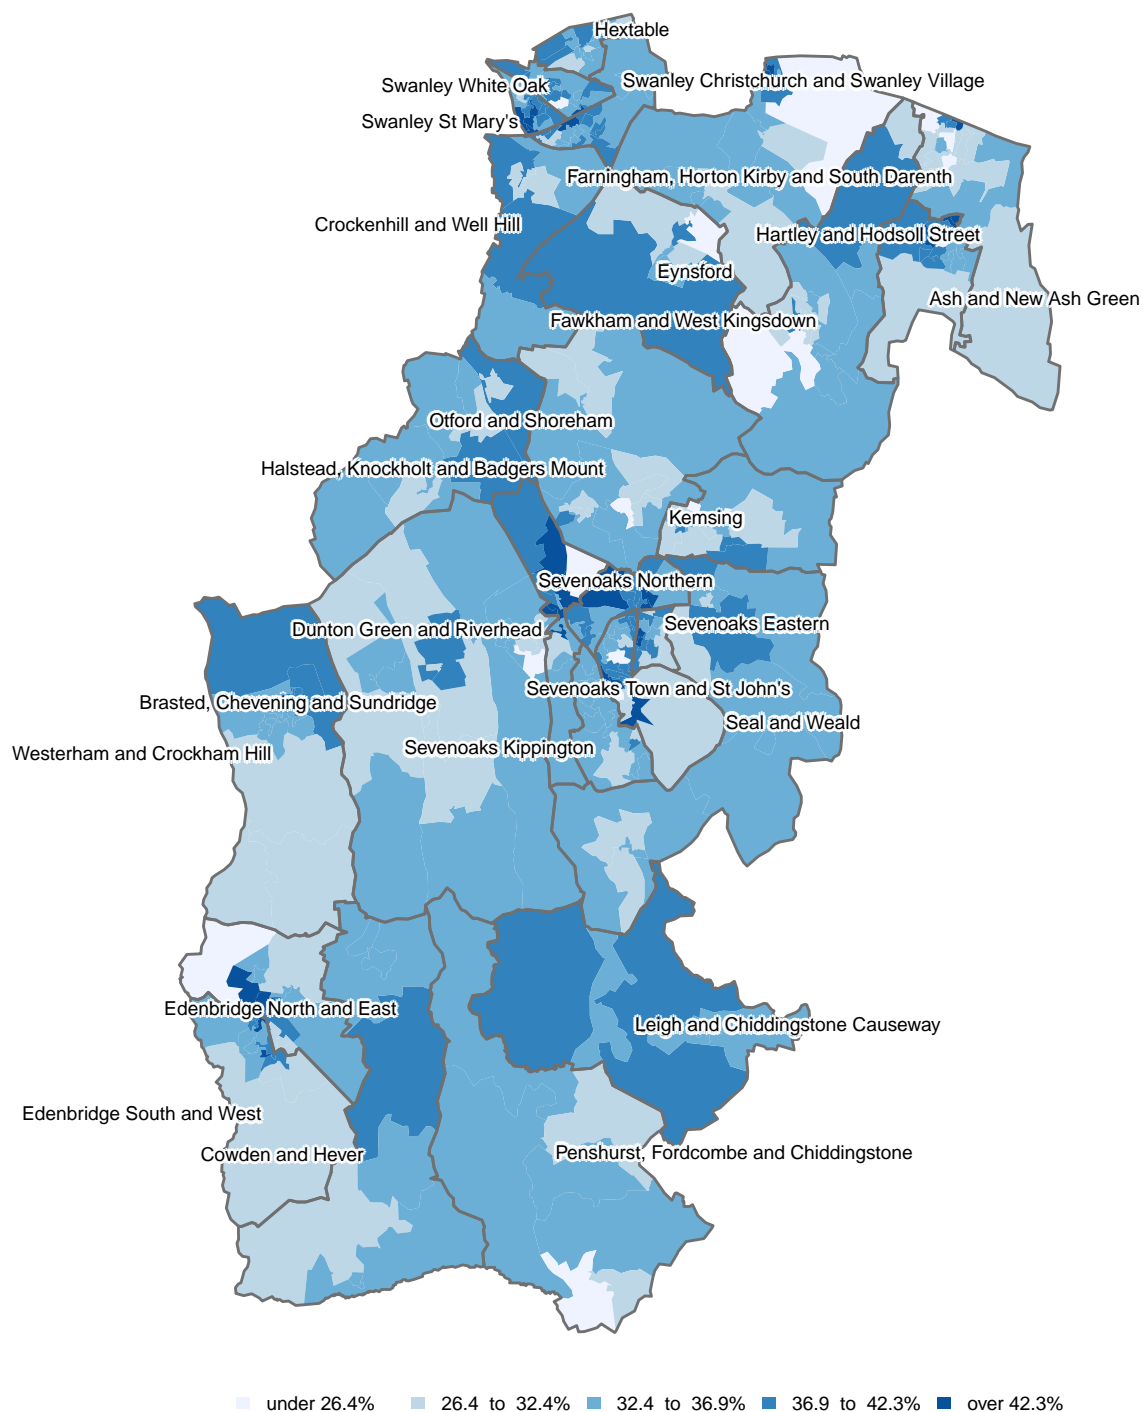 Hextable
Swanley White Oak
Swanley Christchurch and Swanley Village
Swanley St Mary's
Farningham, Horton Kirby and South Darenth
Crockenhill and Well Hill
Hartley and Hodsoll Street
Eynsford
Ash and New Ash Green
Fawkham and West Kingsdown
Otford and Shoreham
Halstead, Knockholt and Badgers Mount
Kemsing
Sevenoaks Northern
Dunton Green and Riverhead
Sevenoaks Eastern
Sevenoaks Town and St John's
Brasted, Chevening and Sundridge
Seal and Weald
Westerham and Crockham Hill
Sevenoaks Kippington
Edenbridge North and East
Leigh and Chiddingstone Causeway
Edenbridge South and West
Cowden and Hever
Penshurst, Fordcombe and Chiddingstone
under 26.4% 26.4 to 32.4% 32.4 to 36.9% 36.9 to 42.3% over 42.3%